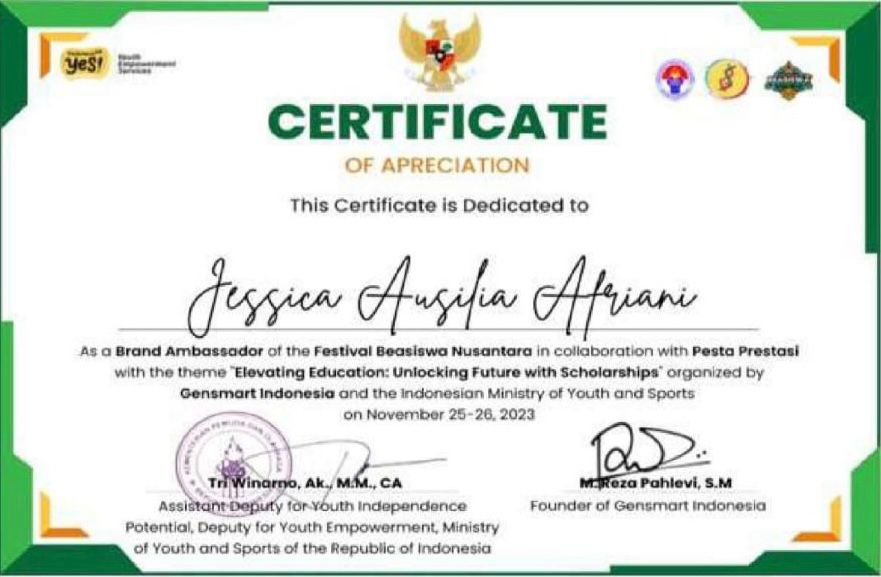 YeS!
Youth
Empowerment
Services
CERTIFICATE
OF APRECIATION
This Certificate is Dedicated to
Jessica Ausilia Afriani
As a Brand Ambassador of the Festival Beasiswa Nusantara in collaboration with Pesta Prestasi
with the theme "Elevating Education: Unlocking Future with Scholarships" organized by
Gensmart Indonesia and the Indonesian Ministry of Youth and Sports
on November 25-26, 2023
Tri Winarno, Ak., M.M., CA
Assistant Deputy for Youth Independence
Potential, Deputy for Youth Empowerment, Ministry
of Youth and Sports of the Republic of Indonesia
M.Reza Pahlevi, S.M
Founder of Gensmart Indonesia